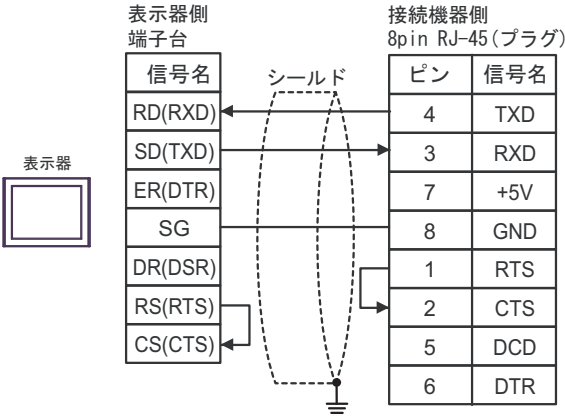 表示器側
端子台
接続機器側
8pin RJ-45(プラグ)
信号名
シールド
ピン 信号名
RD(RXD)
4 TXD
SD(TXD)
3 RXD
表示器
ER(DTR)
7 +5V
SG
8 GND
DR(DSR)
1 RTS
RS(RTS)
2 CTS
CS(CTS)
5 DCD
6 DTR